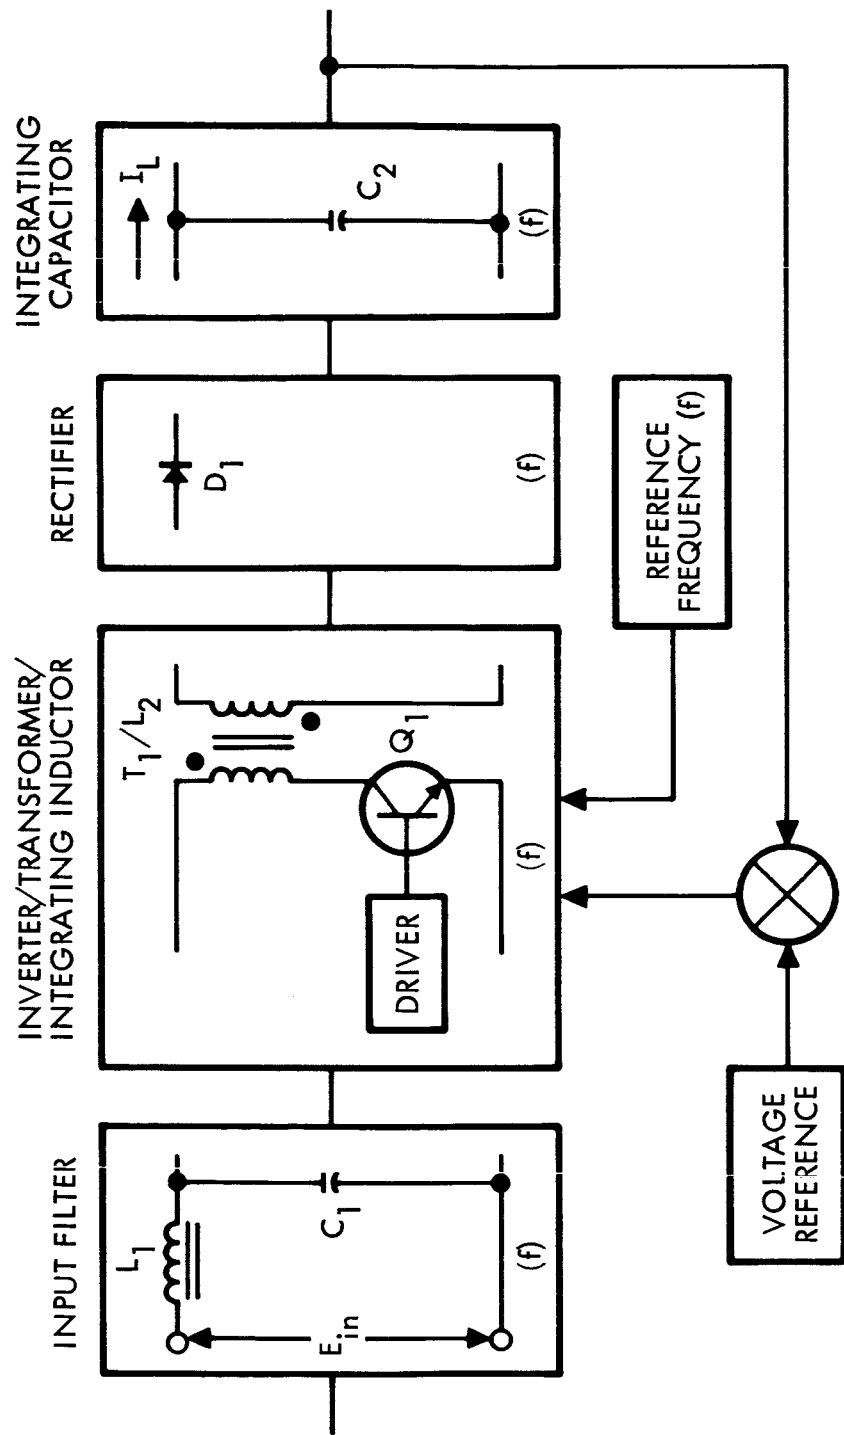 INPUT FILTER
L1
C1
Ein
(f)
INVERTER/TRANSFORMER/
INTEGRATING INDUCTOR
T1/L2
Q1
DRIVER
(f)
RECTIFIER
D1
(f)
INTEGRATING
CAPACITOR
IL
C2
(f)
REFERENCE
FREQUENCY (f)
VOLTAGE
REFERENCE